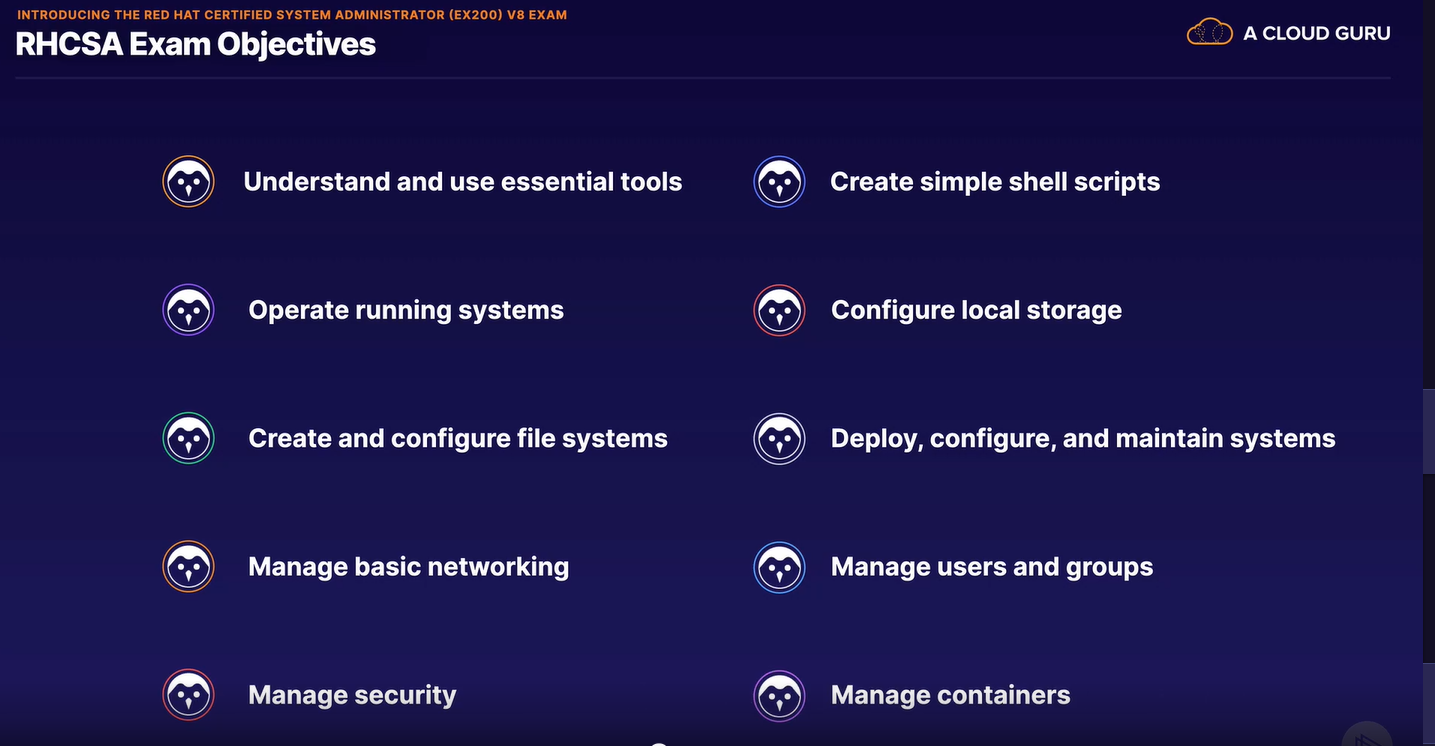 INTRODUCING THE RED HAT CERTIFIED SYSTEM ADMINISTRATOR (EX200) V8 EXAM
RHCSA Exam Objectives
A CLOUD GURU
Understand and use essential tools
Create simple shell scripts
Operate running systems
Configure local storage
Create and configure file systems
Deploy, configure, and maintain systems
Manage basic networking
Manage users and groups
Manage security
Manage containers